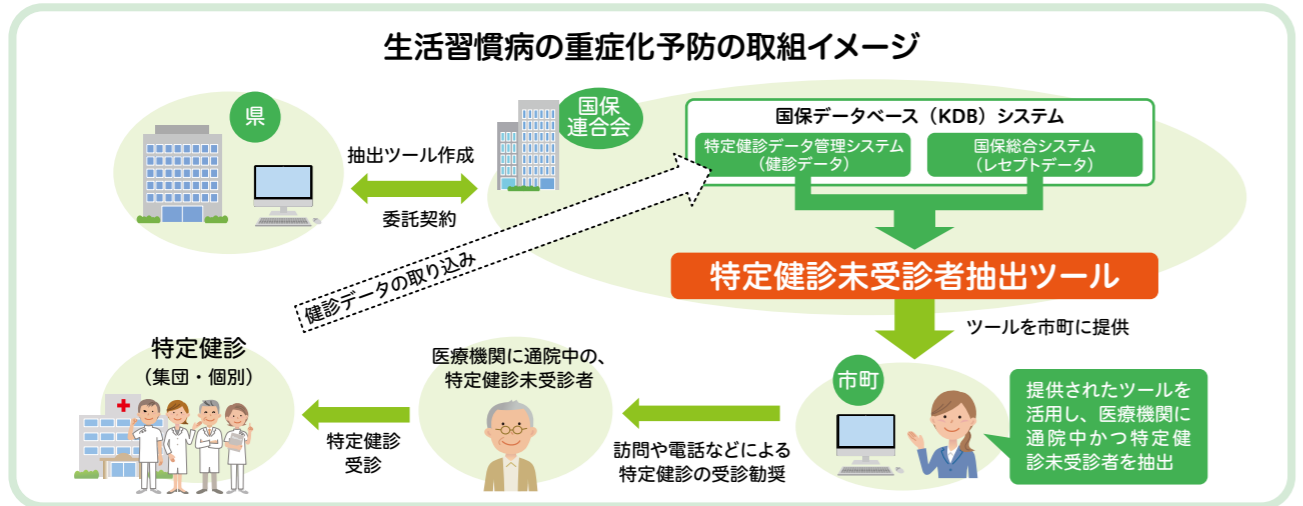 生活習慣病の重症化予防の取組イメージ
県
抽出ツール作成
委託契約
国保
連合会
国保データベース（KDB）システム
特定健診データ管理システム
（健診データ）
国保総合システム
（レセプトデータ）
特定健診未受診者抽出ツール
ツールを市町に提供
健診データの取り込み
市町
提供されたツールを
活用し、医療機関に
通院中かつ特定健
診未受診者を抽出
訪問や電話などによる
特定健診の受診勧奨
医療機関に通院中の、
特定健診未受診者
特定健診
受診
特定健診
（集団・個別）